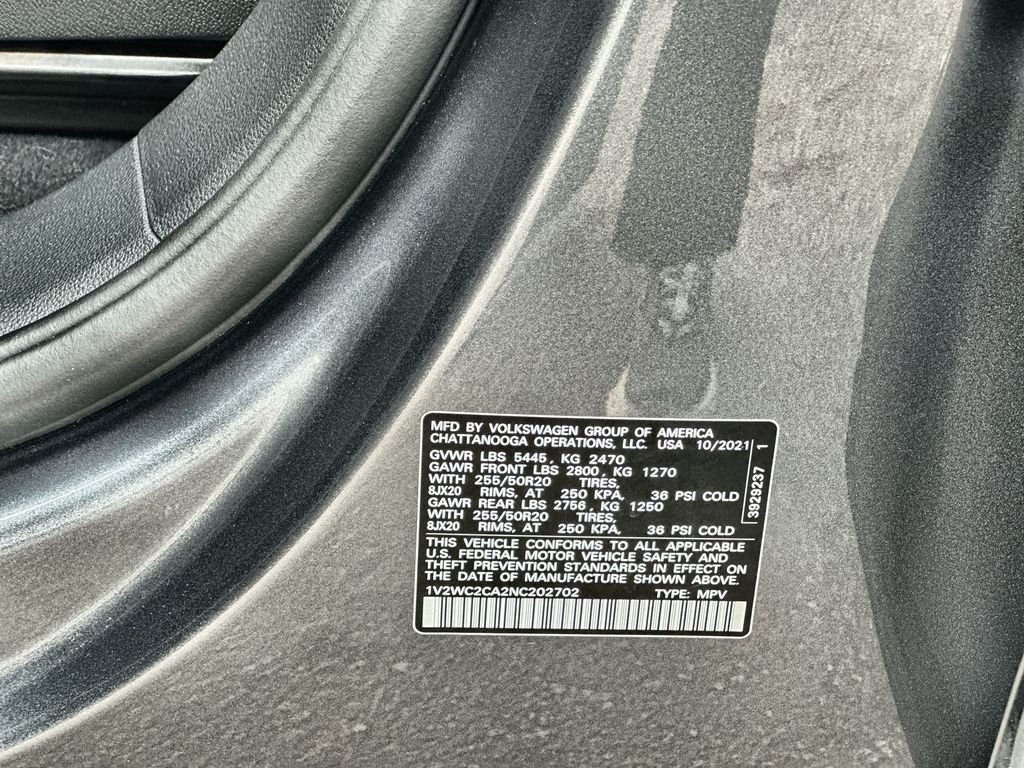 MFD BY VOLKSWAGEN GROUP OF AMERICA
CHATTANOOGA OPERATIONS, LLC. USA 10/2021
GVWR LBS 5445, KG 2470
GAWR FRONT LBS 2800, KG 1270
WITH 255/50R20 TIRES,
8JX20 RIMS, AT 250 KPA, 36 PSI COLD
GAWR REAR LBS 2756, KG 1250
WITH 255/50R20 TIRES,
8JX20 RIMS, AT 250 KPA, 36 PSI COLD
3929237 1
THIS VEHICLE CONFORMS TO ALL APPLICABLE
U.S. FEDERAL MOTOR VEHICLE SAFETY AND
THEFT PREVENTION STANDARDS IN EFFECT ON
THE DATE OF MANUFACTURE SHOWN ABOVE.
1V2WC2CA2NC202702 TYPE: MPV